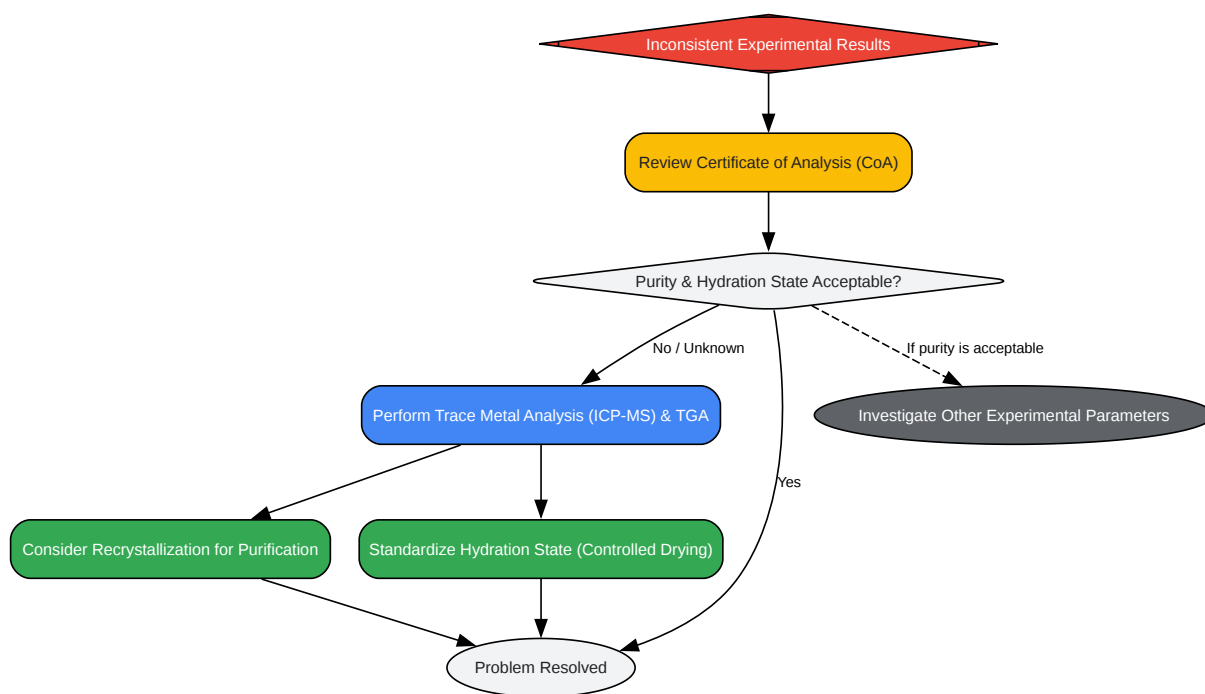 Inconsistent Experimental Results
Review Certificate of Analysis (CoA)
Purity & Hydration State Acceptable?
No / Unknown
If purity is acceptable
Perform Trace Metal Analysis (ICP-MS) & TGA
Investigate Other Experimental Parameters
Yes
Consider Recrystallization for Purification
Standardize Hydration State (Controlled Drying)
Problem Resolved